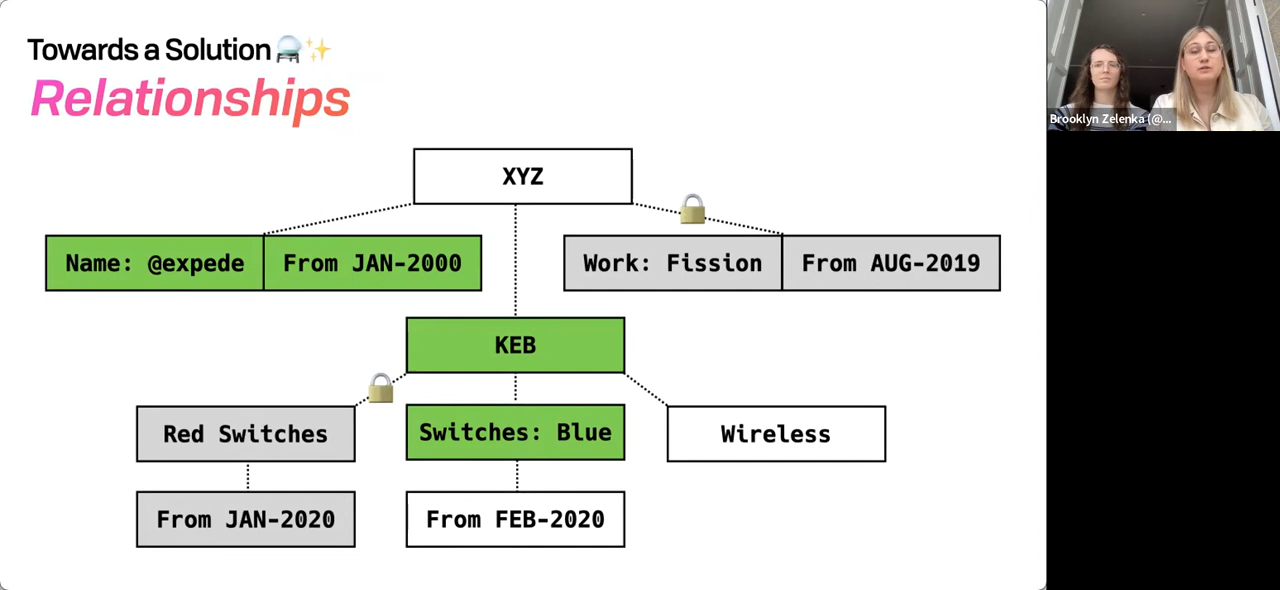 Towards a Solution🔮✨
Relationships
XYZ
Name: @expede
From JAN-2000
Work: Fission
From AUG-2019
KEB
Red Switches
Switches: Blue
Wireless
From JAN-2020
From FEB-2020
Brooklyn Zelenka (@...